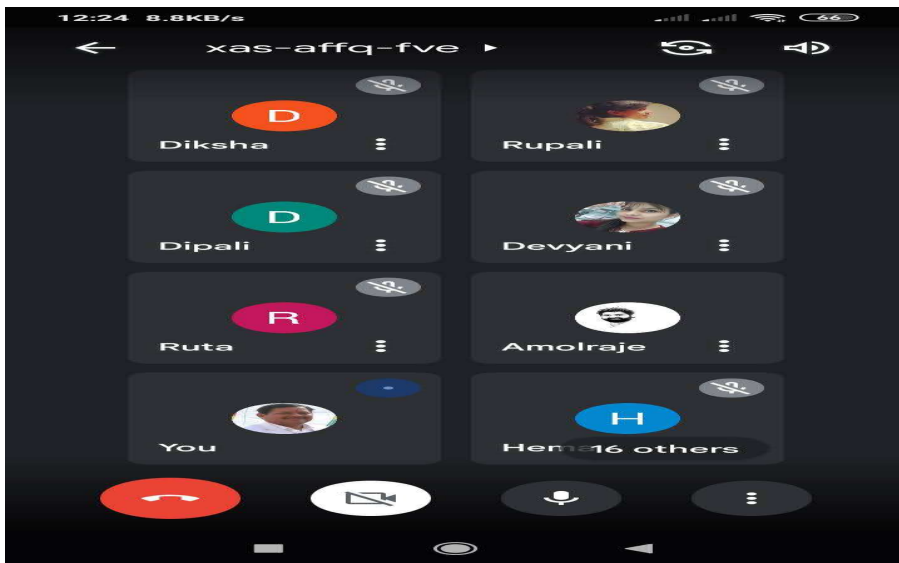 12:24 8.8KB/s 66
xas-affq-fve
D
Diksha
Rupali
D
Dipali
Devyani
R
Ruta
Amolraje
You
H
16 others